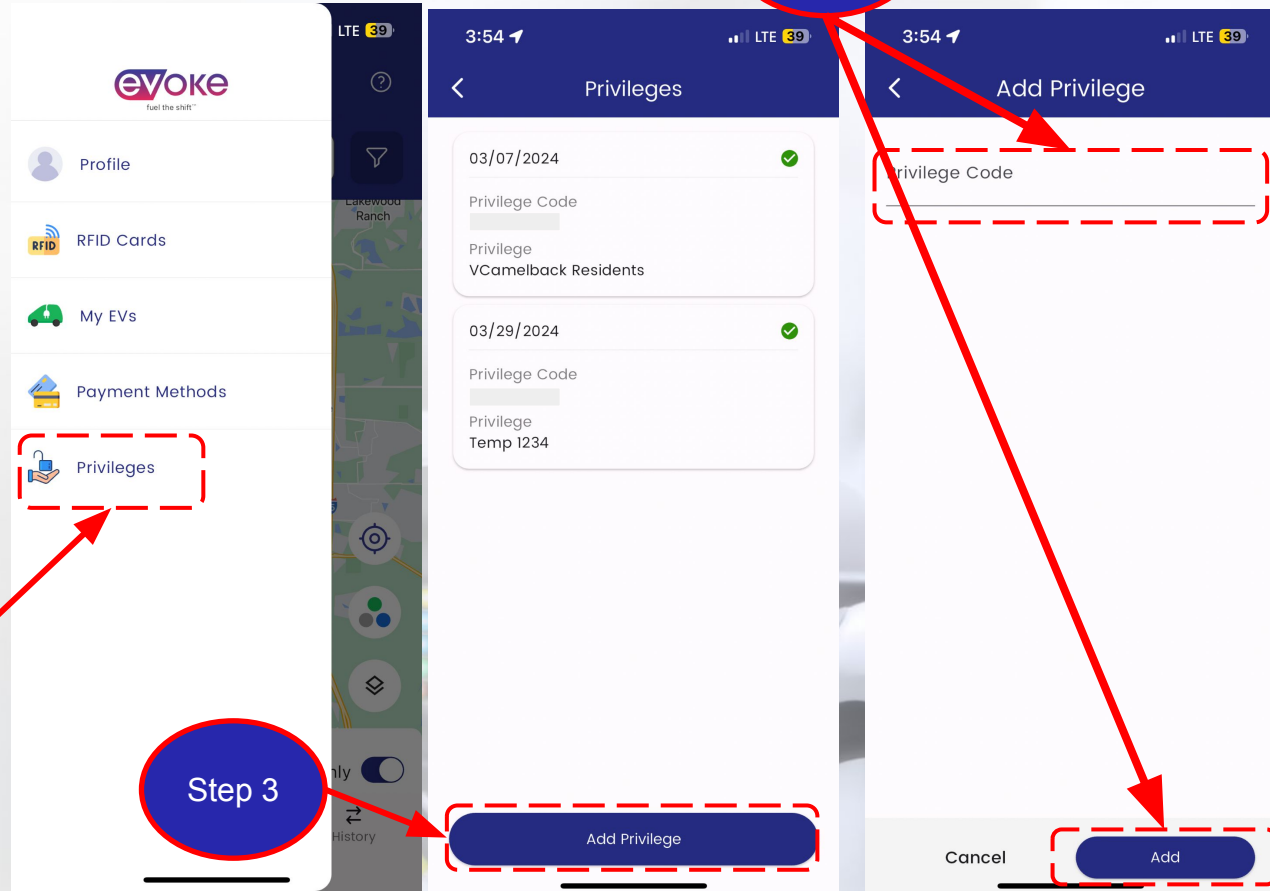 evoke
fuel the shift™
Profile
RFID
RFID Cards
My EVs
Payment Methods
Privileges
LTE 39
?
Lakewood
Ranch
nly
History
Step 3
3:54
LTE 39
Privileges
03/07/2024
Privilege Code
Privilege
VCamelback Residents
03/29/2024
Privilege Code
Privilege
Temp 1234
Add Privilege
3:54
LTE 39
Add Privilege
Privilege Code
Cancel
Add